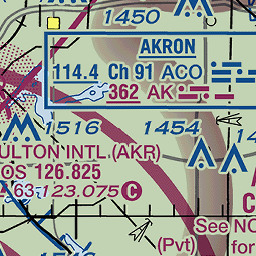 1450
AKRON
114.4 Ch 91 ACO
362 AK
1516
1454
ULTON INTL (AKR)
OS 126.825
63 123.075 C
See NO
(Pvt)
for